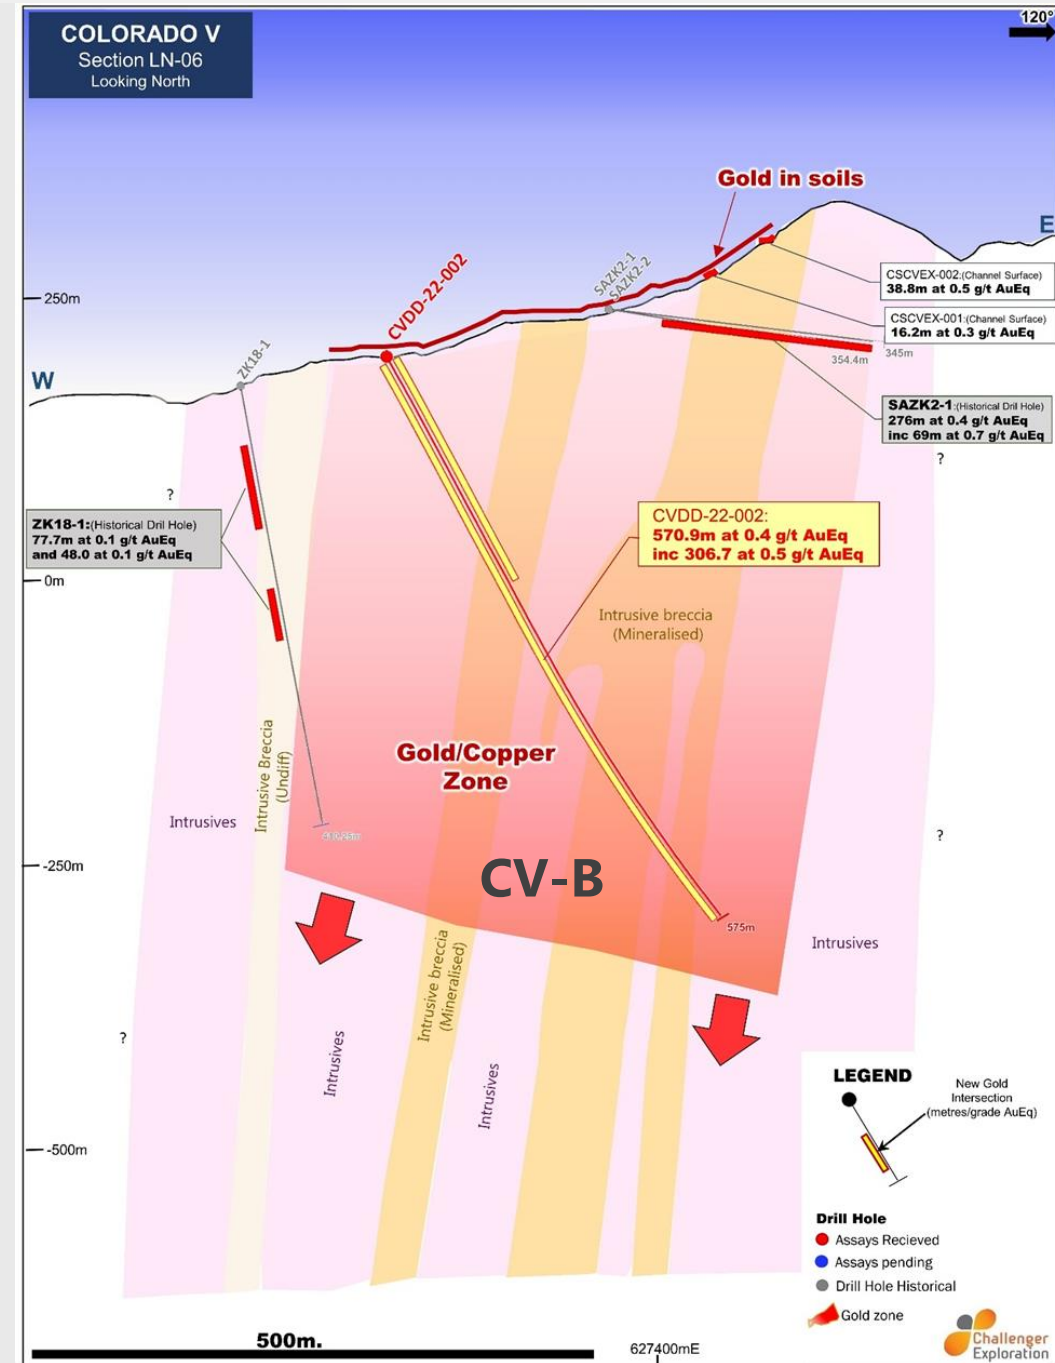 COLORADO V
Section LN-06
Looking North
120°
Gold in soils
E
CSCVEX-002:(Channel Surface)
38.8m at 0.5 g/t AuEq
SAZK2-1
SAZK2-2
CVDD-22-002
250m
CSCVEX-001:(Channel Surface)
16.2m at 0.3 g/t AuEq
354.4m
345m
ZK18-1
W
SAZK2-1:(Historical Drill Hole)
276m at 0.4 g/t AuEq
inc 69m at 0.7 g/t AuEq
?
?
ZK18-1:(Historical Dril Hole)
77.7m at 0.1 g/t AuEq
and 48.0 at 0.1 g/t AuEq
CVDD-22-002:
570.9m at 0.4 g/t AuEq
inc 306.7 at 0.5 g/t AuEq
0m
Intrusive breccia
(Mineralised)
Gold/Copper
Zone
Intrusive Breccia
(Undiff)
Intrusives
?
-250m
CV-B
575m
Intrusives
Intrusive breccia
(Mineralised)
?
Intrusives
Intrusives
-500m
LEGEND
New Gold
Intersection
(metres/grade AuEq)
Drill Hole
Assays Recieved
Assays pending
Drill Hole Historical
Gold zone
500m.
627400mE
Challenger
Exploration